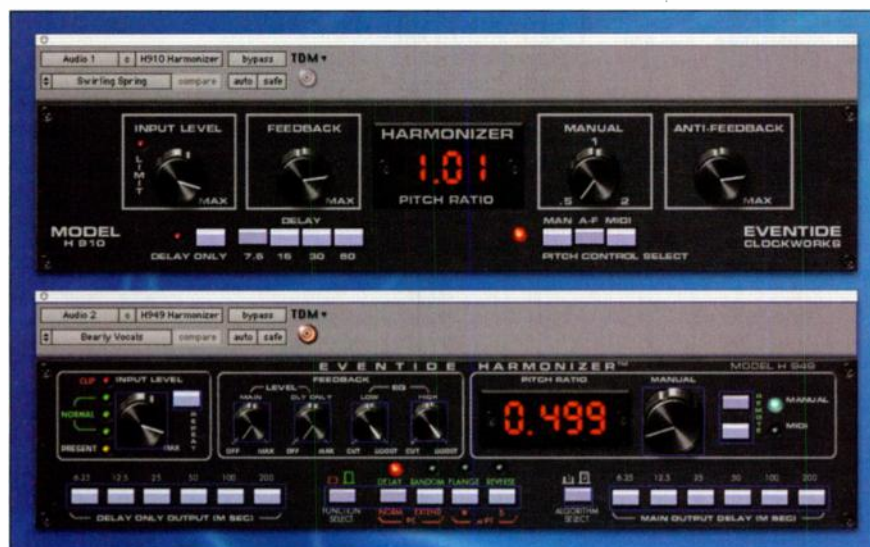 Audio 1 c H910 Harmonizer bypass TDM
Swirling Spring compare auto safe
INPUT LEVEL FEEDBACK HARMONIZER MANUAL ANTI-FEEDBACK
1
LIMIT 1.01
MAX MAX PITCH RATIO .5 2 MAX
MODEL DELAY MAN A-F MIDI EVENTIDE
H 910 CLOCKWORKS
DELAY ONLY 7.5 15 30 60 PITCH CONTROL SELECT
Audio 2 c H949 Harmonizer bypass TDM
Bearly Vocals compare auto safe
EVENTIDE HARMONIZER™ MODEL H 949
CLIP INPUT LEVEL FEEDBACK PITCH RATIO MANUAL
LEVEL EQ
MAIN DLY ONLY LOW HIGH
NORMAL REPEAT 0.499 REMOTE MANUAL
MIDI
PRESENT MAX OFF MAX OFF MAX CUT BOOST CUT BOOST
6.25 12.5 25 50 100 200 DELAY RANDOM FLANGE REVERSE 6.25 12.5 25 50 100 200
FUNCTION SELECT NORM EXTEND ALGORITHM SELECT
DELAY ONLY OUTPUT (M SEC) MAIN OUTPUT DELAY (M SEC)